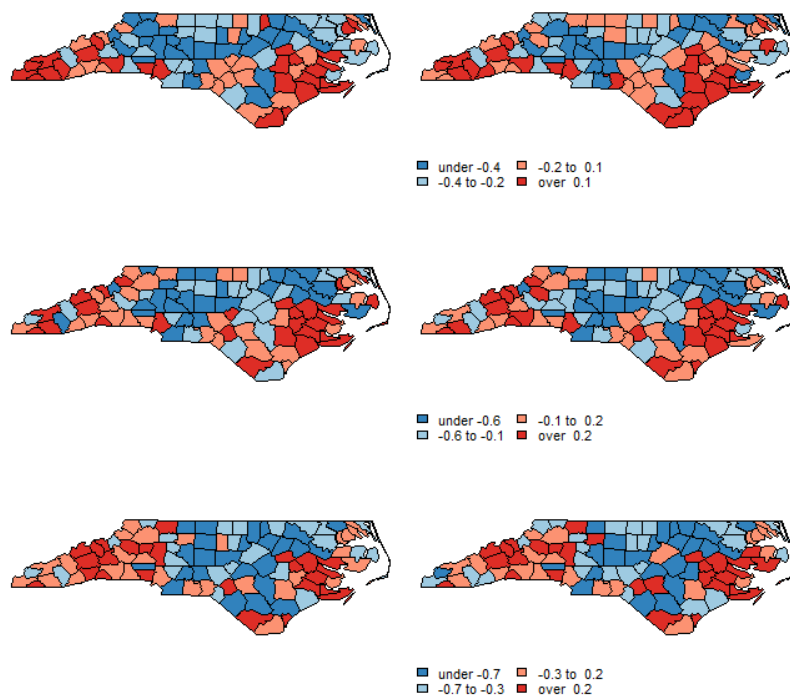 under -0.4 -0.2 to 0.1
-0.4 to -0.2 over 0.1
under -0.6 -0.1 to 0.2
-0.6 to -0.1 over 0.2
under -0.7 -0.3 to 0.2
-0.7 to -0.3 over 0.2